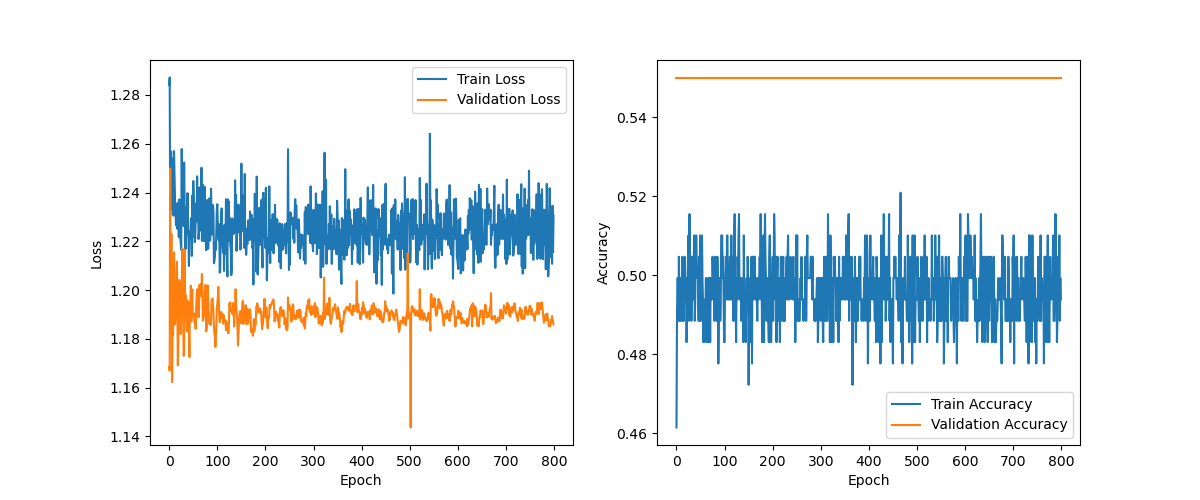 Train Loss
Validation Loss
1.28
1.26
1.24
1.22
1.20
1.18
1.16
1.14
Loss
0 100 200 300 400 500 600 700 800
Epoch
0.54
0.52
0.50
0.48
0.46
Accuracy
Train Accuracy
Validation Accuracy
0 100 200 300 400 500 600 700 800
Epoch